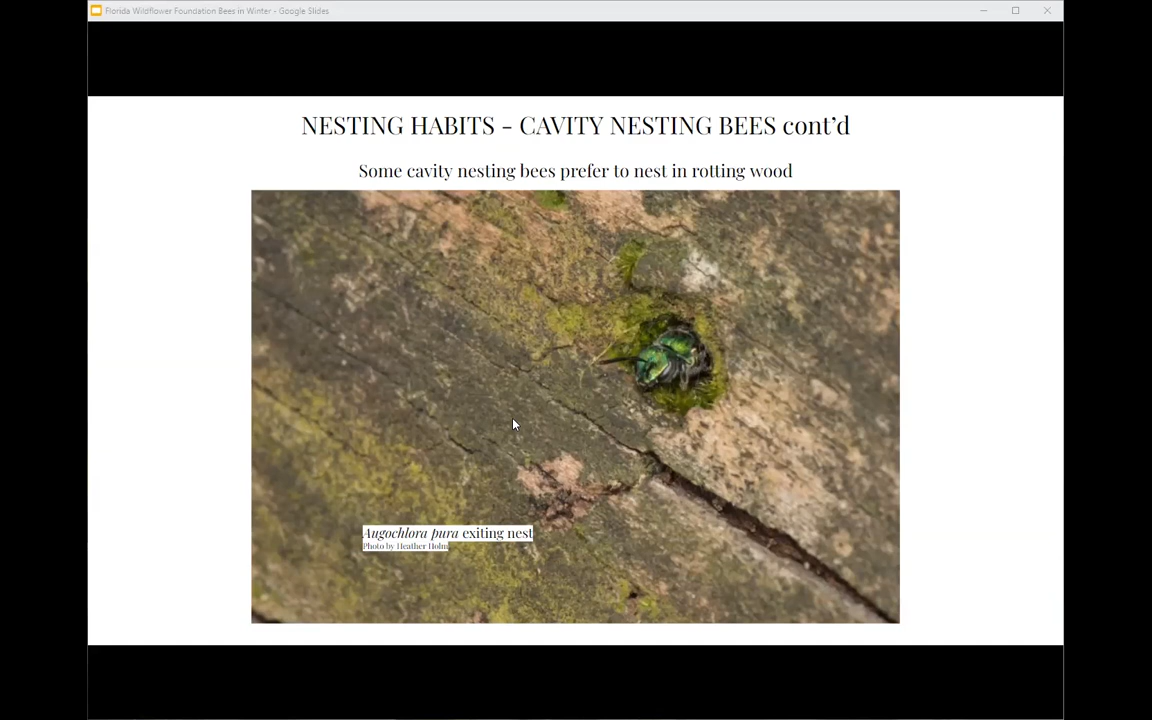 Florida Wildflower Foundation Bees in Winter - Google Slides
NESTING HABITS - CAVITY NESTING BEES cont'd
Some cavity nesting bees prefer to nest in rotting wood
Augochlora pura exiting nest
Photo by Heather Holm